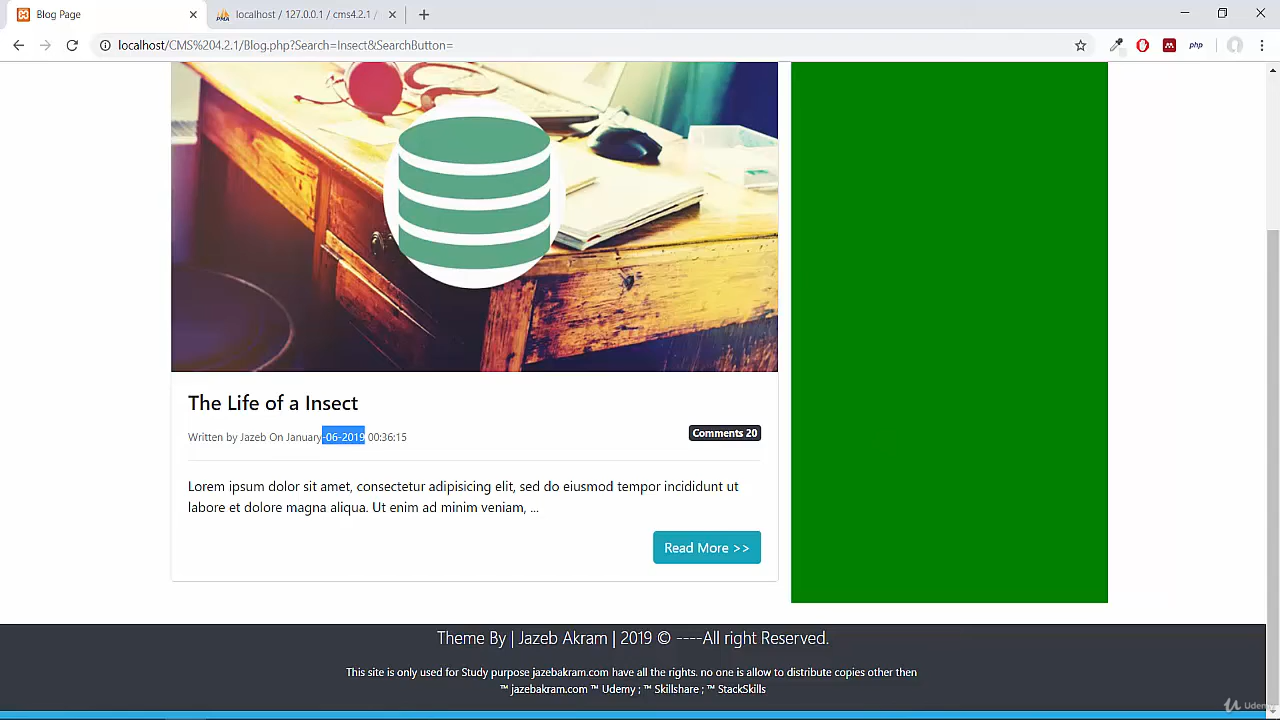 Blog Page
localhost / 127.0.0.1 / cms4.2.1 /
localhost/CMS%204.2.1/Blog.php?Search=Insect&SearchButton=
php
The Life of a Insect
Written by Jazeb On January-06-2019 00:36:15
Comments 20
Lorem ipsum dolor sit amet, consectetur adipisicing elit, sed do eiusmod tempor incididunt ut
labore et dolore magna aliqua. Ut enim ad minim veniam, ...
Read More >>
Theme By | Jazeb Akram | 2019 © ----All right Reserved.
This site is only used for Study purpose jazebakram.com have all the rights. no one is allow to distribute copies other then
™ jazebakram.com ™ Udemy ; ™ Skillshare ; ™ StackSkills
Udemy